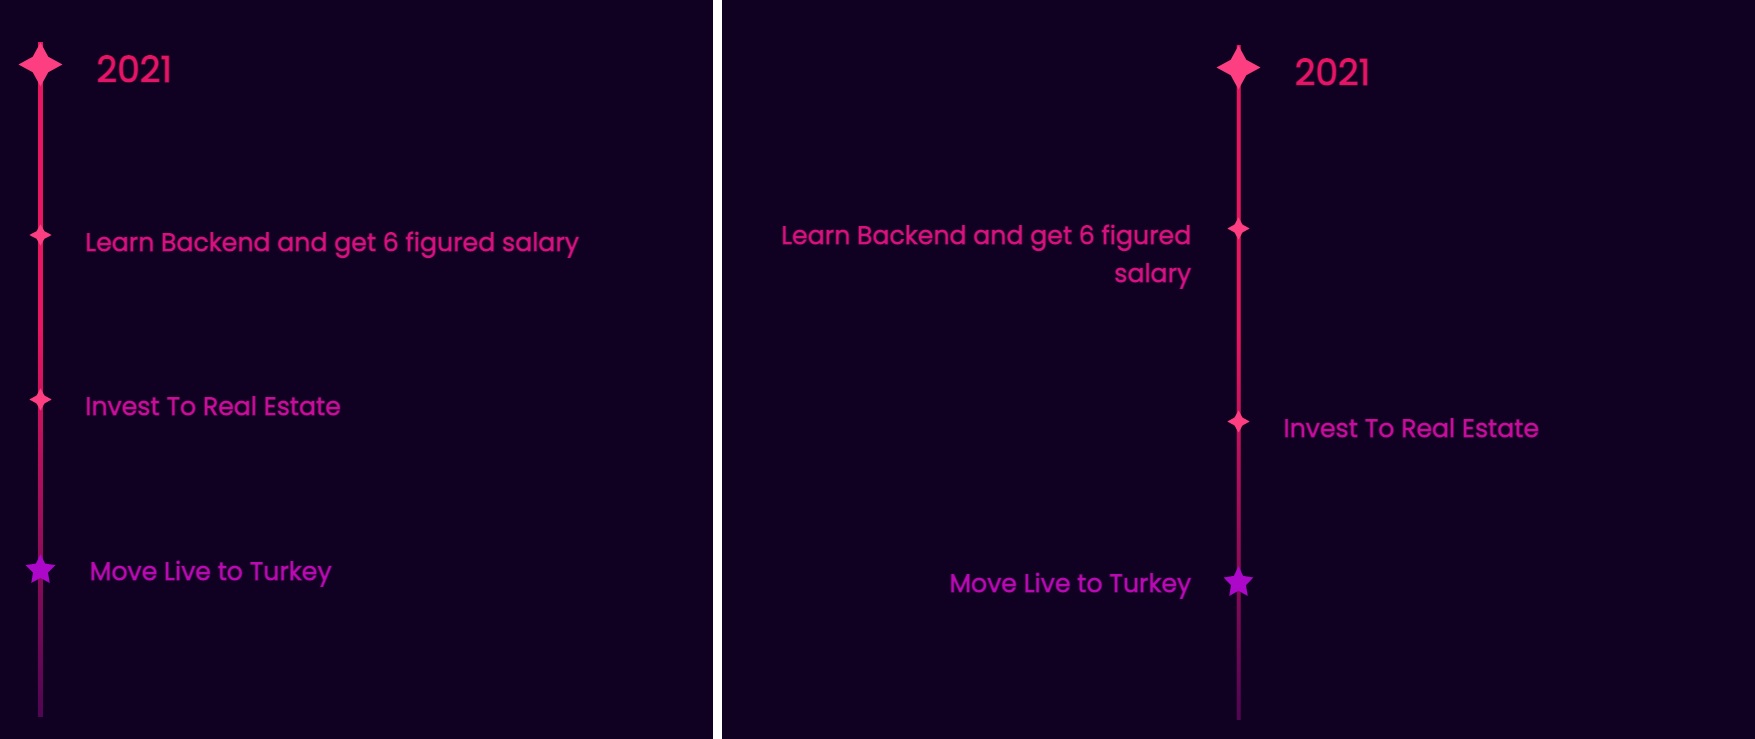 2021
Learn Backend and get 6 figured salary
Invest To Real Estate
Move Live to Turkey
2021
Learn Backend and get 6 figured
salary
Invest To Real Estate
Move Live to Turkey